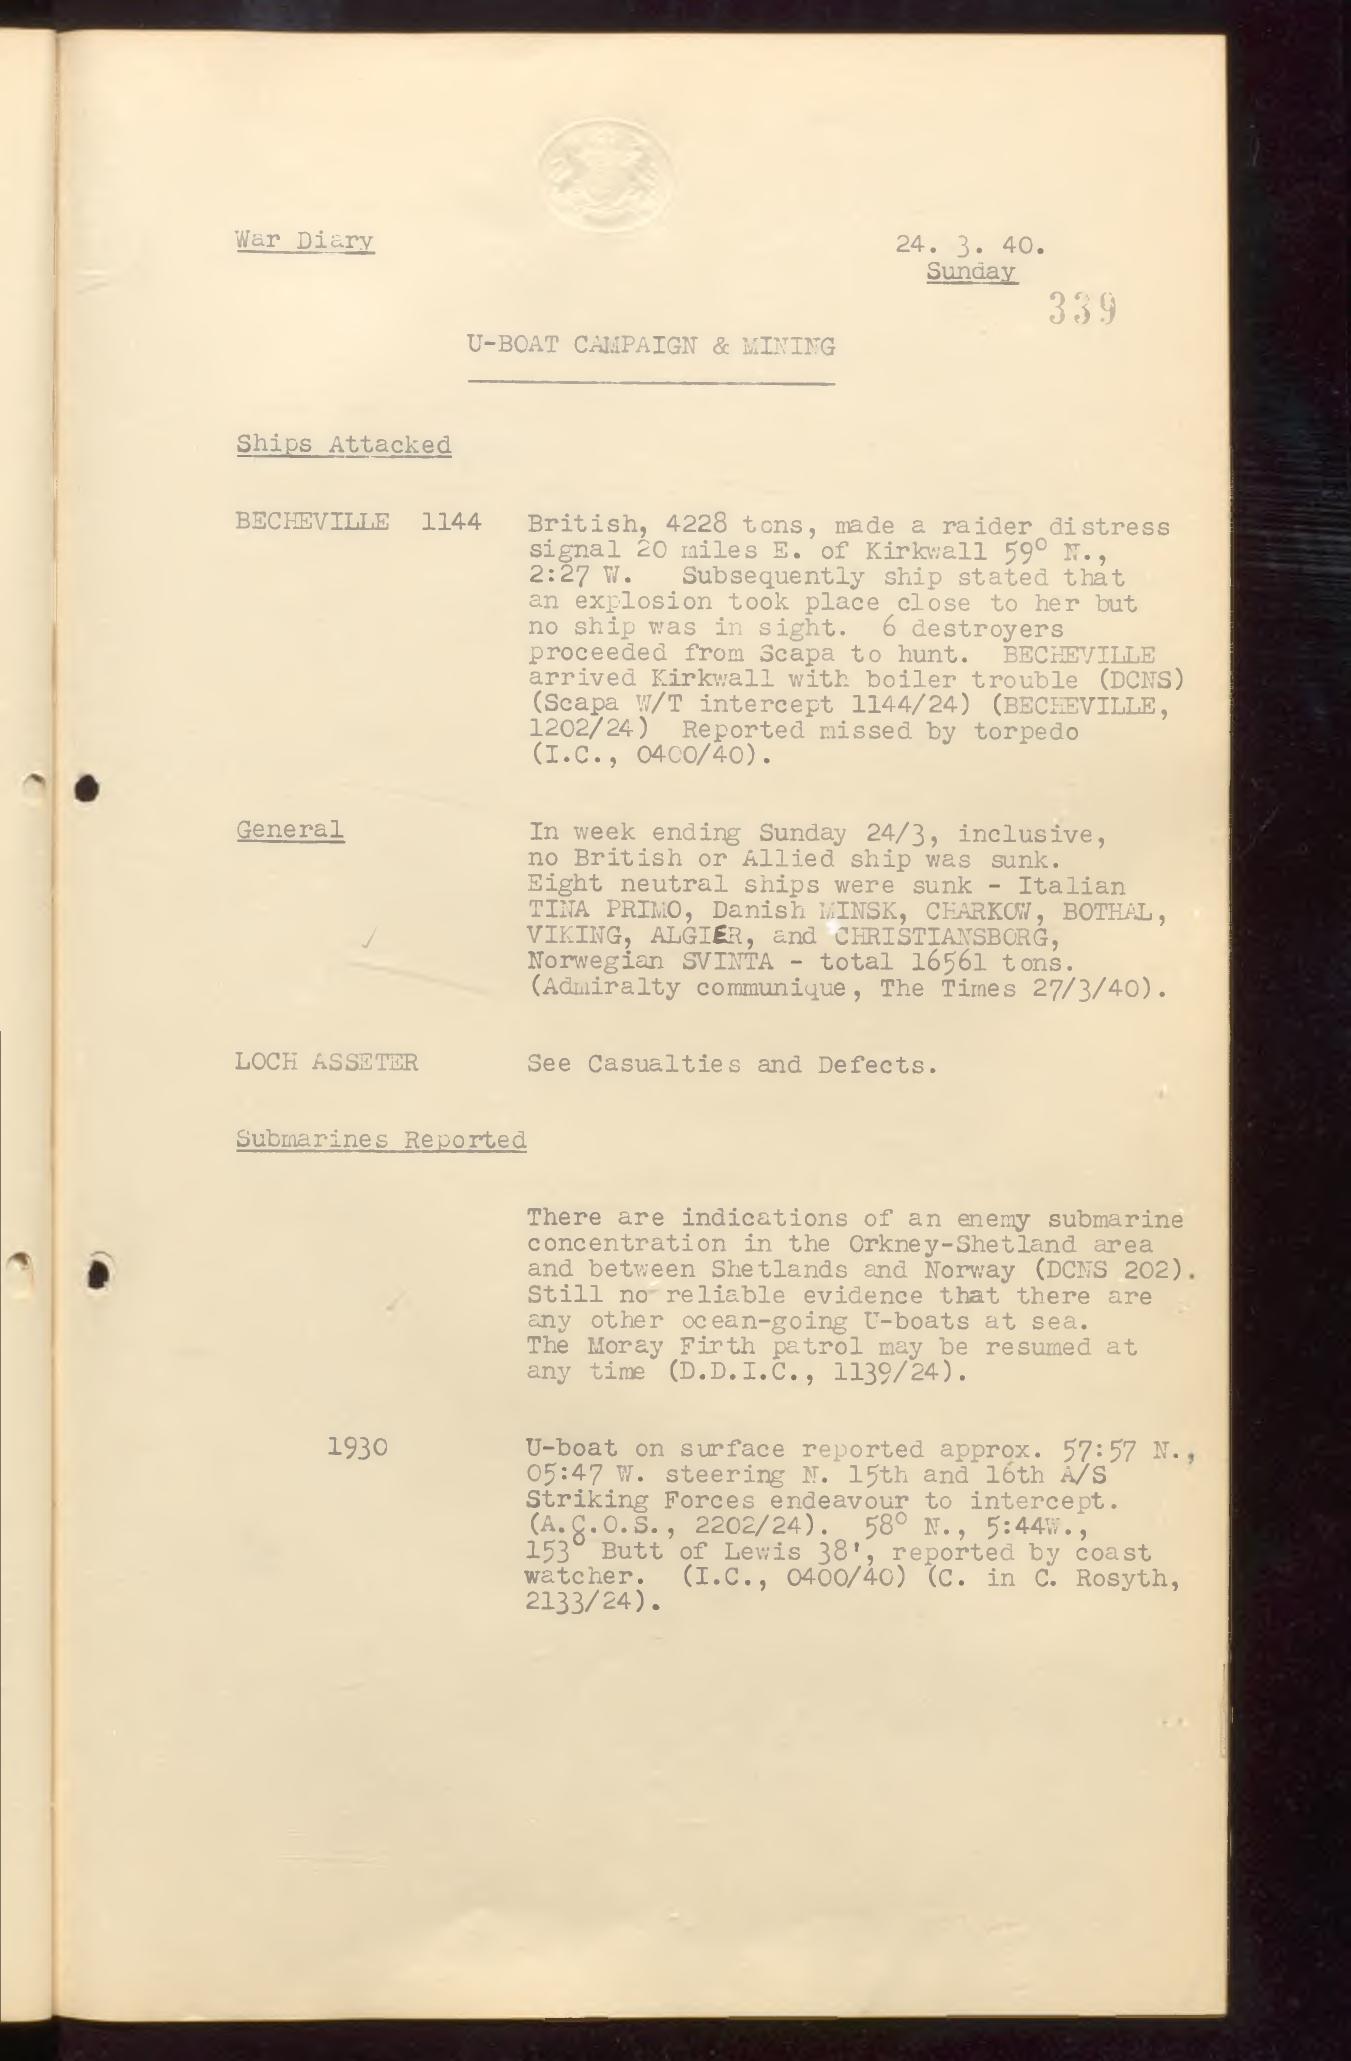 War Diary
24. 3. 40.
Sunday
339
U-BOAT CAMPAIGN & MINING
Ships Attacked
BECHEVILLE 1144 British, 4228 tons, made a raider distress
signal 20 miles E. of Kirkwall 59° N.,
2:27 W. Subsequently ship stated that
an explosion took place close to her but
no ship was in sight. 6 destroyers
proceeded from Scapa to hunt. BECHEVILLE
arrived Kirkwall with boiler trouble (DCNS)
(Scapa W/T intercept 1144/24) (BECHEVILLE,
1202/24) Reported missed by torpedo
(I.C., 0400/40).
General In week ending Sunday 24/3, inclusive,
no British or Allied ship was sunk.
Eight neutral ships were sunk - Italian
TINA PRIMO, Danish MINSK, CHARKOW, BOTHAL,
VIKING, ALGIER, and CHRISTIANSBORG,
Norwegian SVINTA - total 16561 tons.
(Admiralty communique, The Times 27/3/40).
LOCH ASSETER See Casualties and Defects.
Submarines Reported
There are indications of an enemy submarine
concentration in the Orkney-Shetland area
and between Shetlands and Norway (DCNS 202).
Still no reliable evidence that there are
any other ocean-going U-boats at sea.
The Moray Firth patrol may be resumed at
any time (D.D.I.C., 1139/24).
1930 U-boat on surface reported approx. 57:57 N.,
05:47 W. steering N. 15th and 16th A/S
Striking Forces endeavour to intercept.
(A.C.O.S., 2202/24). 58° N., 5:44W.,
153° Butt of Lewis 38', reported by coast
watcher. (I.C., 0400/40) (C. in C. Rosyth,
2133/24).